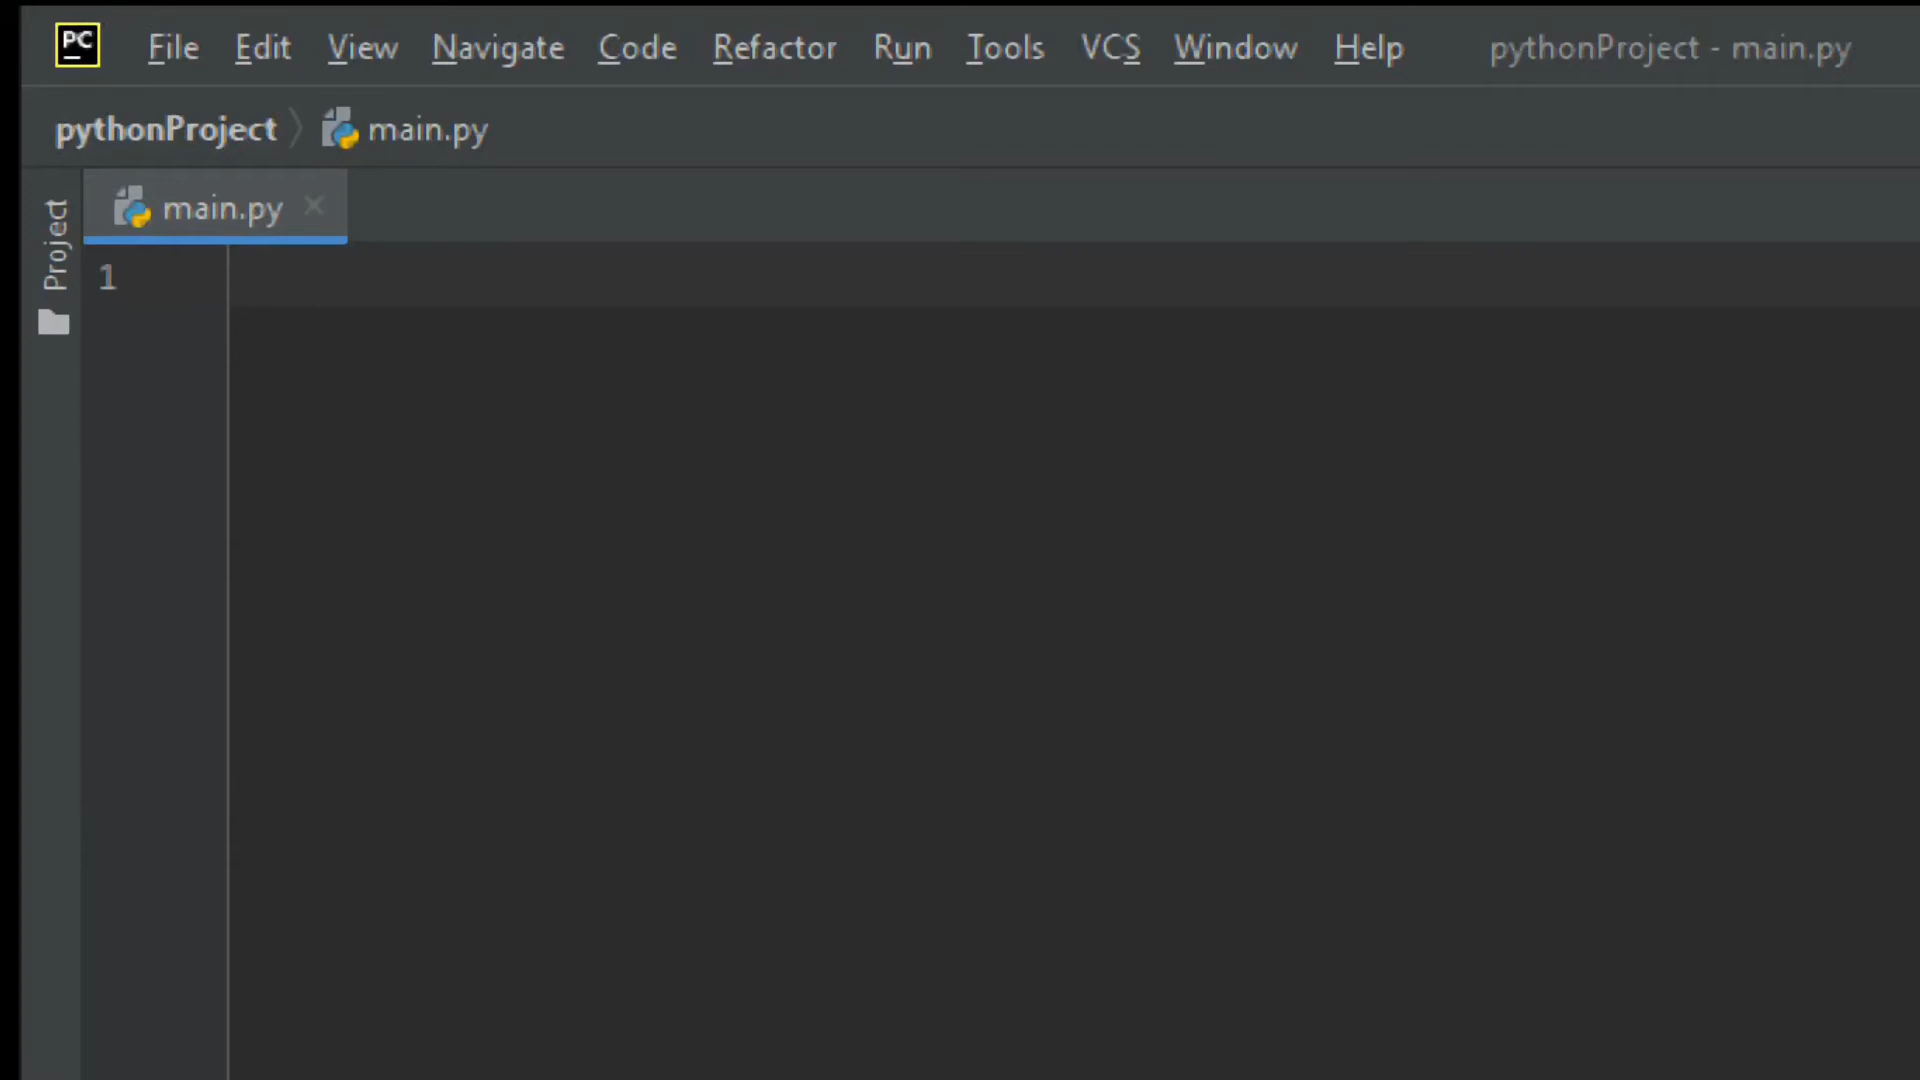 PC File Edit View Navigate Code Refactor Run Tools VCS Window Help pythonProject - main.py
pythonProject main.py
main.py
Project
1